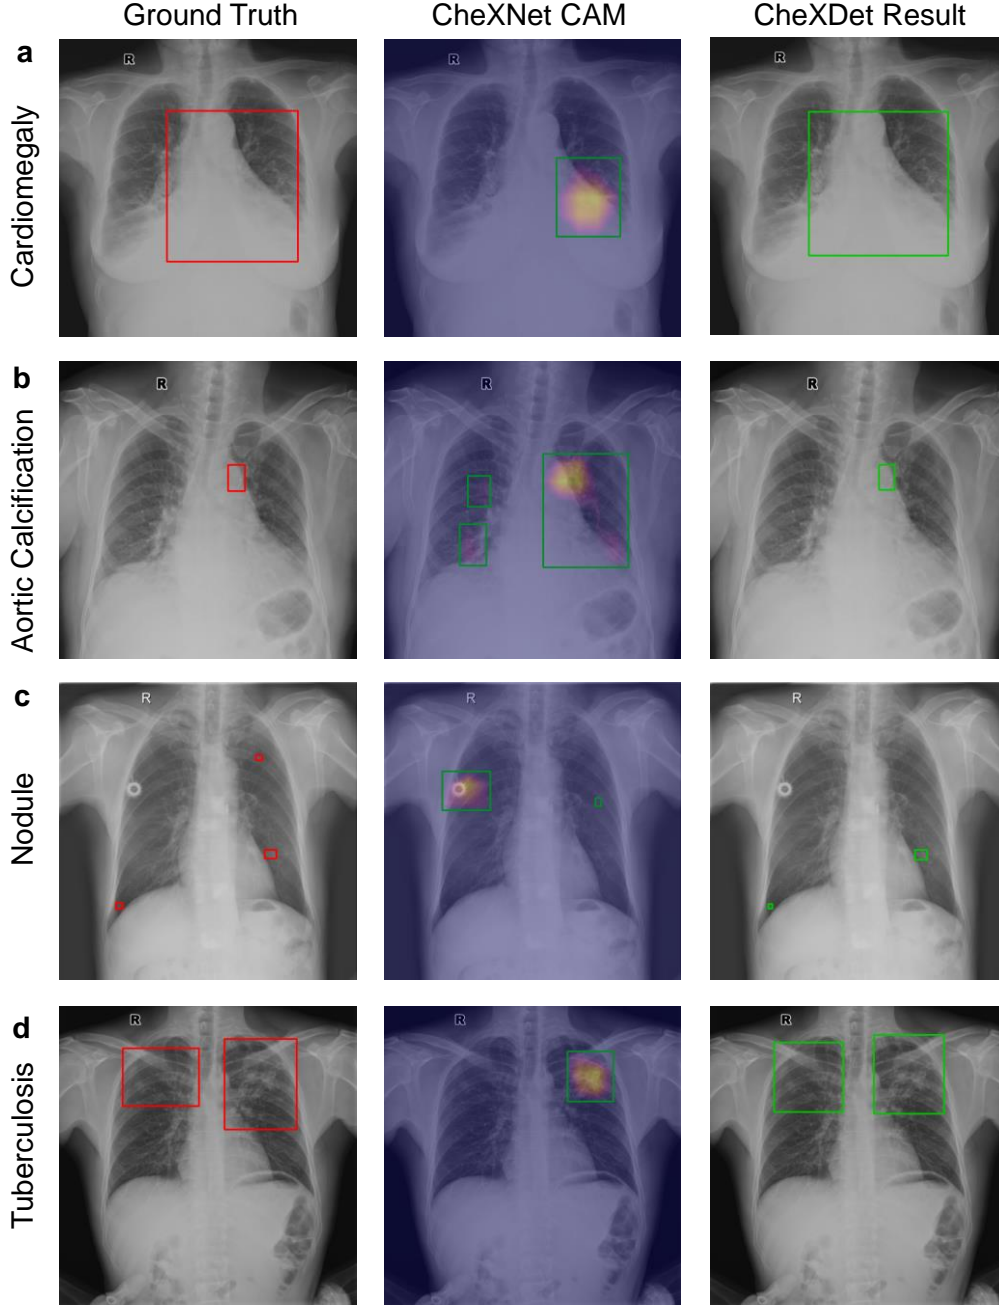 Ground Truth
CheXNet CAM
CheXDet Result
a
Cardiomegaly
R
R
R
b
Aortic Calcification
R
R
R
c
Nodule
R
R
R
d
Tuberculosis
R
R
R